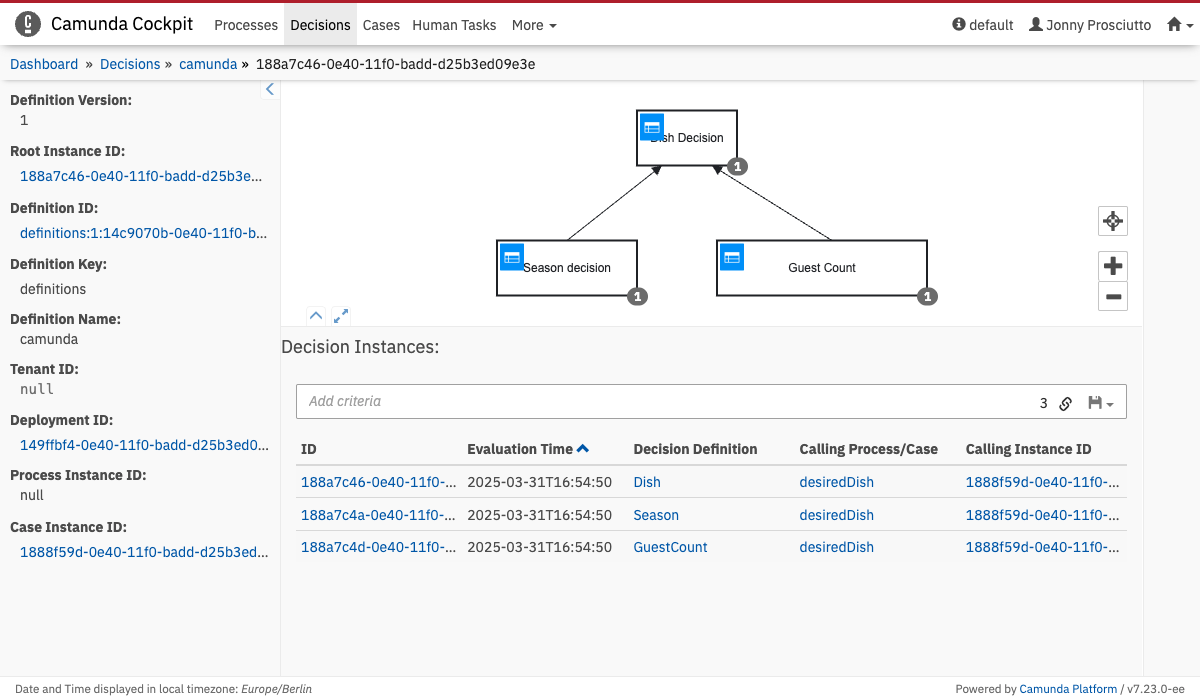 Camunda Cockpit Processes Decisions Cases Human Tasks More default Jonny Prosciutto
Dashboard » Decisions » camunda » 188a7c46-0e40-11f0-badd-d25b3ed09e3e
Definition Version:
1
Root Instance ID:
188a7c46-0e40-11f0-badd-d25b3e...
Definition ID:
definitions:1:14c9070b-0e40-11f0-b...
Definition Key:
definitions
Definition Name:
camunda
Tenant ID:
null
Deployment ID:
149ffbf4-0e40-11f0-badd-d25b3ed0...
Process Instance ID:
null
Case Instance ID:
1888f59d-0e40-11f0-badd-d25b3ed...
Decision
1
Season decision
1
Guest Count
1
Decision Instances:
Add criteria 3
ID Evaluation Time Decision Definition Calling Process/Case Calling Instance ID
188a7c46-0e40-11f0-... 2025-03-31T16:54:50 Dish desiredDish 1888f59d-0e40-11f0-...
188a7c4a-0e40-11f0-... 2025-03-31T16:54:50 Season desiredDish 1888f59d-0e40-11f0-...
188a7c4d-0e40-11f0-... 2025-03-31T16:54:50 GuestCount desiredDish 1888f59d-0e40-11f0-...
Date and Time displayed in local timezone: Europe/Berlin Powered by Camunda Platform / v7.23.0-ee